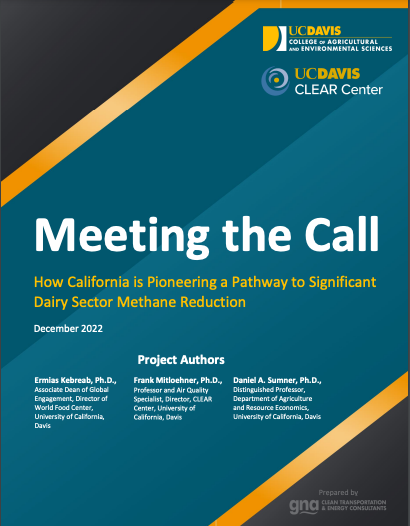 UCDAVIS
COLLEGE OF AGRICULTURAL
AND ENVIRONMENTAL SCIENCES
UCDAVIS
CLEAR Center
Meeting the Call
How California is Pioneering a Pathway to Significant
Dairy Sector Methane Reduction
December 2022
Project Authors
Ermias Kebreab, Ph.D.,
Associate Dean of Global
Engagement, Director of
World Food Center,
University of California,
Davis
Frank Mitloehner, Ph.D.,
Professor and Air Quality
Specialist, Director, CLEAR
Center, University of
California, Davis
Daniel A. Sumner, Ph.D.,
Distinguished Professor,
Department of Agriculture
and Resource Economics,
University of California, Davis
Prepared by
gna CLEAN TRANSPORTATION
& ENERGY CONSULTANTS